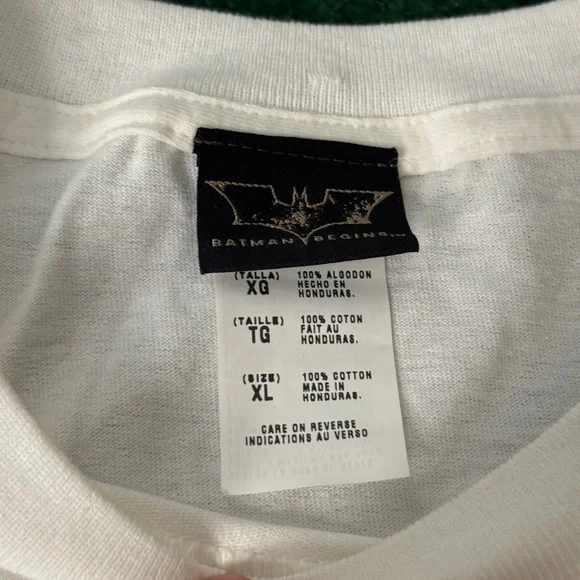 BATMAN BEGINS
(TALLA) 100% ALGODON
XG HECHO EN
HONDURAS.
(TAILLE) 100% COTON
TG FAIT AU
HONDURAS.
(SIZE) 100% COTTON
XL MADE IN
HONDURAS.
CARE ON REVERSE
INDICATIONS AU VERSO